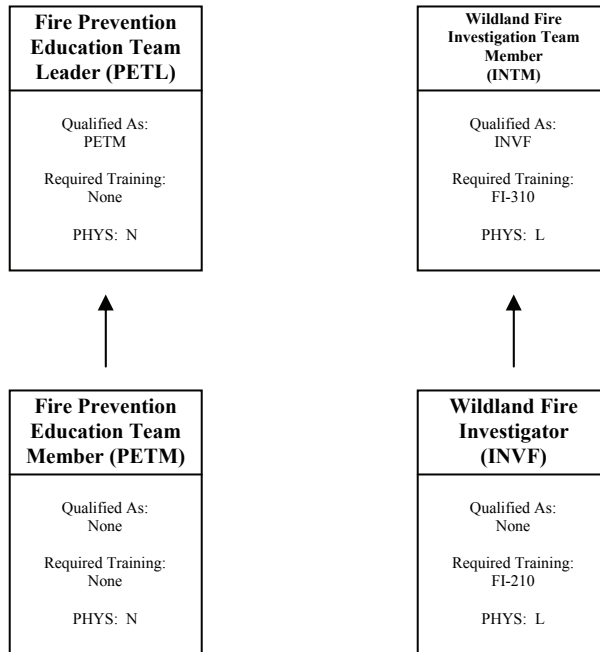 Fire Prevention
Education Team
Leader (PETL)
Qualified As:
PETM
Required Training:
None
PHYS: N
Wildland Fire
Investigation Team
Member
(INTM)
Qualified As:
INVF
Required Training:
FI-310
PHYS: L
Fire Prevention
Education Team
Member (PETM)
Qualified As:
None
Required Training:
None
PHYS: N
Wildland Fire
Investigator
(INVF)
Qualified As:
None
Required Training:
FI-210
PHYS: L